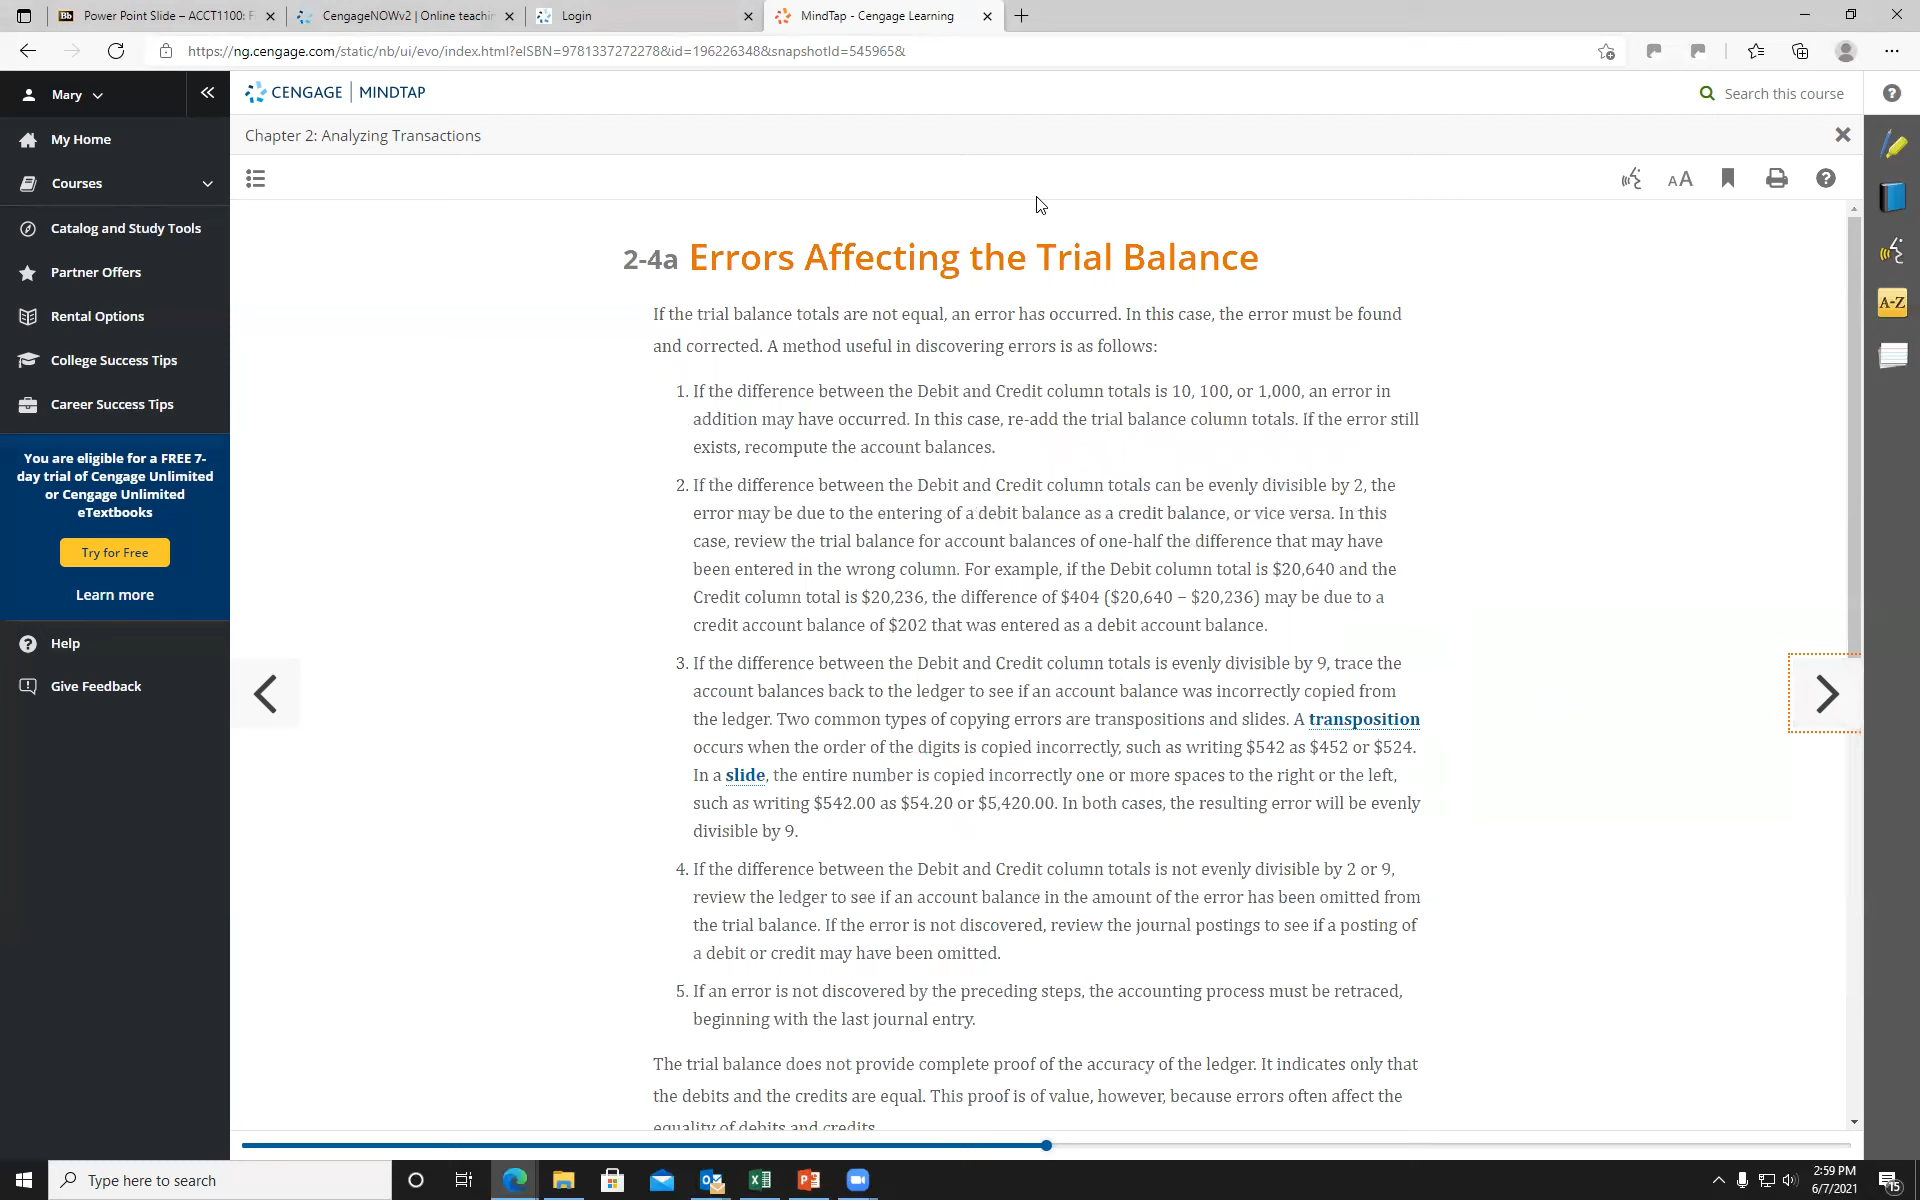 Power Point Slide – ACCT1100: F
CengageNOWv2 | Online teachin
Login
MindTap - Cengage Learning
https://ng.cengage.com/static/nb/ui/evo/index.html?eISBN=9781337272278&id=196226348&snapshotId=545965&
Mary
CENGAGE | MINDTAP
Search this course
Chapter 2: Analyzing Transactions
My Home
Courses
Catalog and Study Tools
Partner Offers
Rental Options
College Success Tips
Career Success Tips
You are eligible for a FREE 7-
day trial of Cengage Unlimited
or Cengage Unlimited
eTextbooks
Try for Free
Learn more
Help
Give Feedback
AA
A-Z
2-4a Errors Affecting the Trial Balance
If the trial balance totals are not equal, an error has occurred. In this case, the error must be found
and corrected. A method useful in discovering errors is as follows:
1. If the difference between the Debit and Credit column totals is 10, 100, or 1,000, an error in
addition may have occurred. In this case, re-add the trial balance column totals. If the error still
exists, recompute the account balances.
2. If the difference between the Debit and Credit column totals can be evenly divisible by 2, the
error may be due to the entering of a debit balance as a credit balance, or vice versa. In this
case, review the trial balance for account balances of one-half the difference that may have
been entered in the wrong column. For example, if the Debit column total is $20,640 and the
Credit column total is $20,236, the difference of $404 ($20,640 − $20,236) may be due to a
credit account balance of $202 that was entered as a debit account balance.
3. If the difference between the Debit and Credit column totals is evenly divisible by 9, trace the
account balances back to the ledger to see if an account balance was incorrectly copied from
the ledger. Two common types of copying errors are transpositions and slides. A transposition
occurs when the order of the digits is copied incorrectly, such as writing $542 as $452 or $524.
In a slide, the entire number is copied incorrectly one or more spaces to the right or the left,
such as writing $542.00 as $54.20 or $5,420.00. In both cases, the resulting error will be evenly
divisible by 9.
4. If the difference between the Debit and Credit column totals is not evenly divisible by 2 or 9,
review the ledger to see if an account balance in the amount of the error has been omitted from
the trial balance. If the error is not discovered, review the journal postings to see if a posting of
a debit or credit may have been omitted.
5. If an error is not discovered by the preceding steps, the accounting process must be retraced,
beginning with the last journal entry.
The trial balance does not provide complete proof of the accuracy of the ledger. It indicates only that
the debits and the credits are equal. This proof is of value, however, because errors often affect the
equality of debits and credits.
Type here to search
2:59 PM
6/7/2021
15